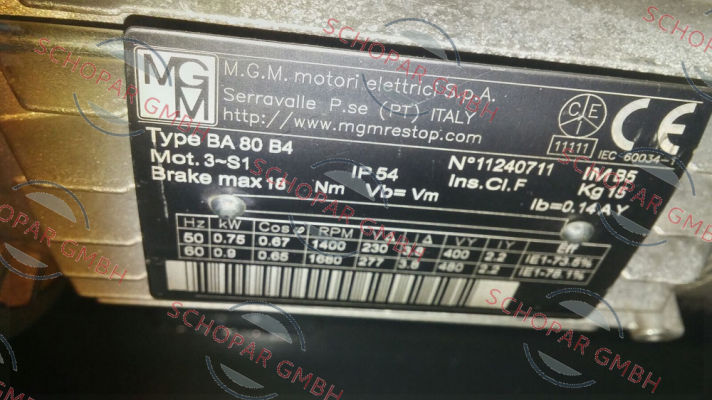 MGM
M.G.M. motori elettrici S.p.A.
Serravalle P.se (PT) ITALY
http://www.mgmrestop.com
CE
11111
IEC 60034-1
Type BA 80 B4
Mot. 3~S1 IP 54 N°11240711 IM B5
Brake max 18 Nm Vb= Vm Ins.Cl.F Kg 15
Ib=0.14 A Y
Hz kW Cos φ RPM VΔ IΔ VY IY Eff
50 0.75 0.67 1400 230 3.8 400 2.2 IE1-73.5%
60 0.9 0.65 1680 277 480 2.2
SCHOPAR GMBH
SCHOPAR GMBH
SCHOPAR GMBH
SCHOPAR GMBH
SCHOPAR GMBH
SCHOPAR GMBH